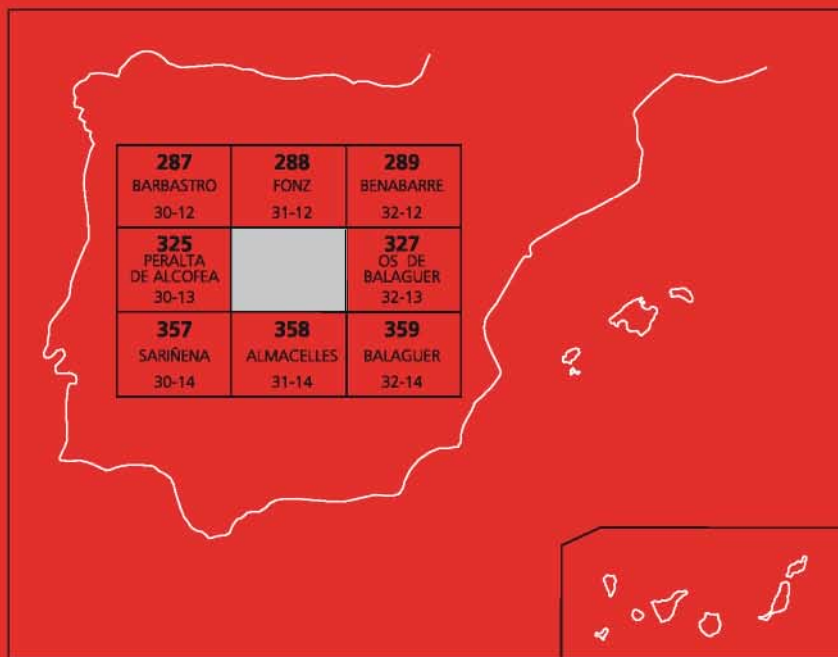 287
BARBASTRO
30-12
288
FONZ
31-12
289
BENABARRE
32-12
325
PERALTA
DE ALCOFEA
30-13
327
OS DE
BALAGUER
32-13
357
SARIÑENA
30-14
358
ALMACELLES
31-14
359
BALAGUER
32-14